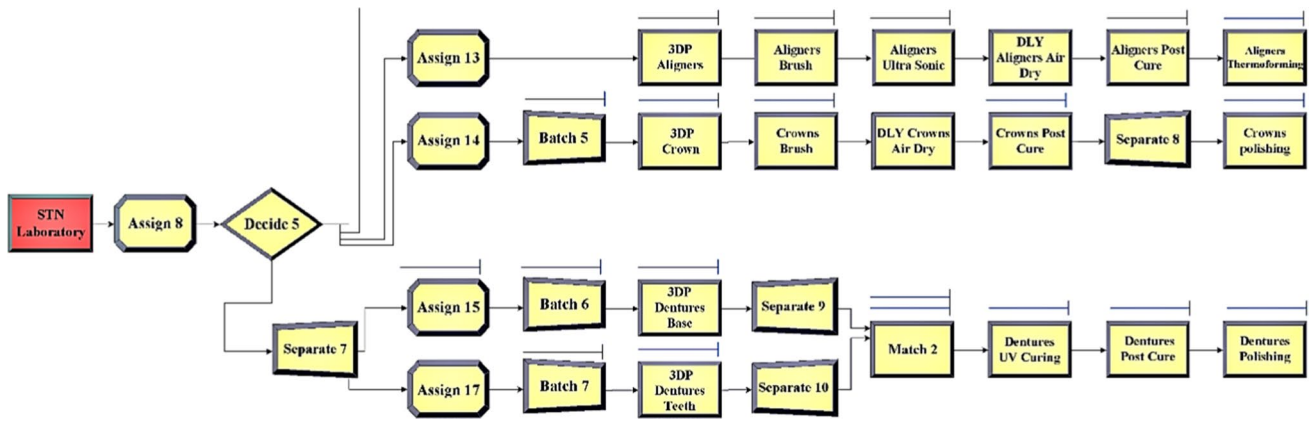 Assign 13
3DP
Aligners
Aligners
Brush
Aligners
Ultra Sonic
DLY
Aligners Air
Dry
Aligners Post
Cure
Aligners
Thermoforming
Assign 14
Batch 5
3DP
Crown
Crowns
Brush
DLY Crowns
Air Dry
Crowns Post
Cure
Separate 8
Crowns
polishing
STN
Laboratory
Assign 8
Decide 5
Separate 7
Assign 15
Batch 6
3DP
Dentures
Base
Separate 9
Match 2
Dentures
UV Curing
Dentures
Post Cure
Dentures
Polishing
Assign 17
Batch 7
3DP
Dentures
Teeth
Separate 10